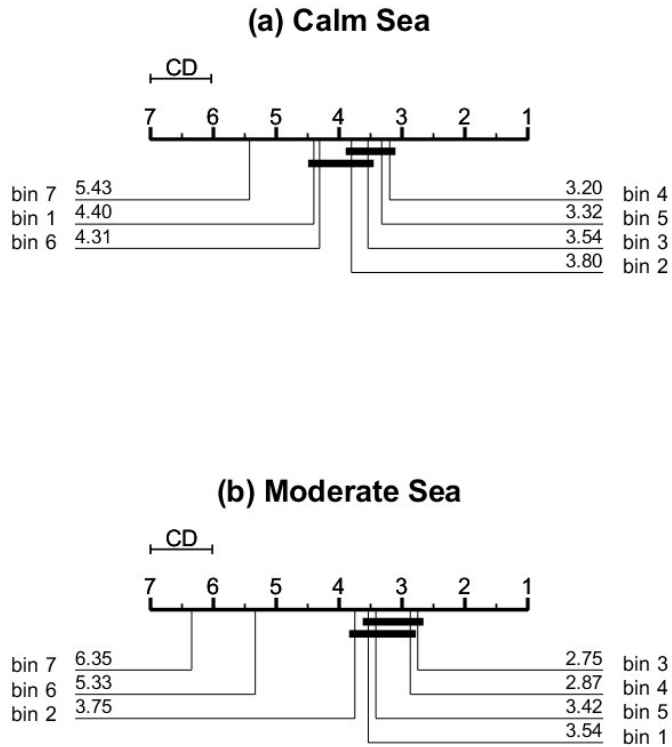 (a) Calm Sea
CD
7 6 5 4 3 2 1
bin 7 5.43 3.20 bin 4
bin 1 4.40 3.32 bin 5
bin 6 4.31 3.54 bin 3
3.80 bin 2
(b) Moderate Sea
CD
7 6 5 4 3 2 1
bin 7 6.35 2.75 bin 3
bin 6 5.33 2.87 bin 4
bin 2 3.75 3.42 bin 5
3.54 bin 1